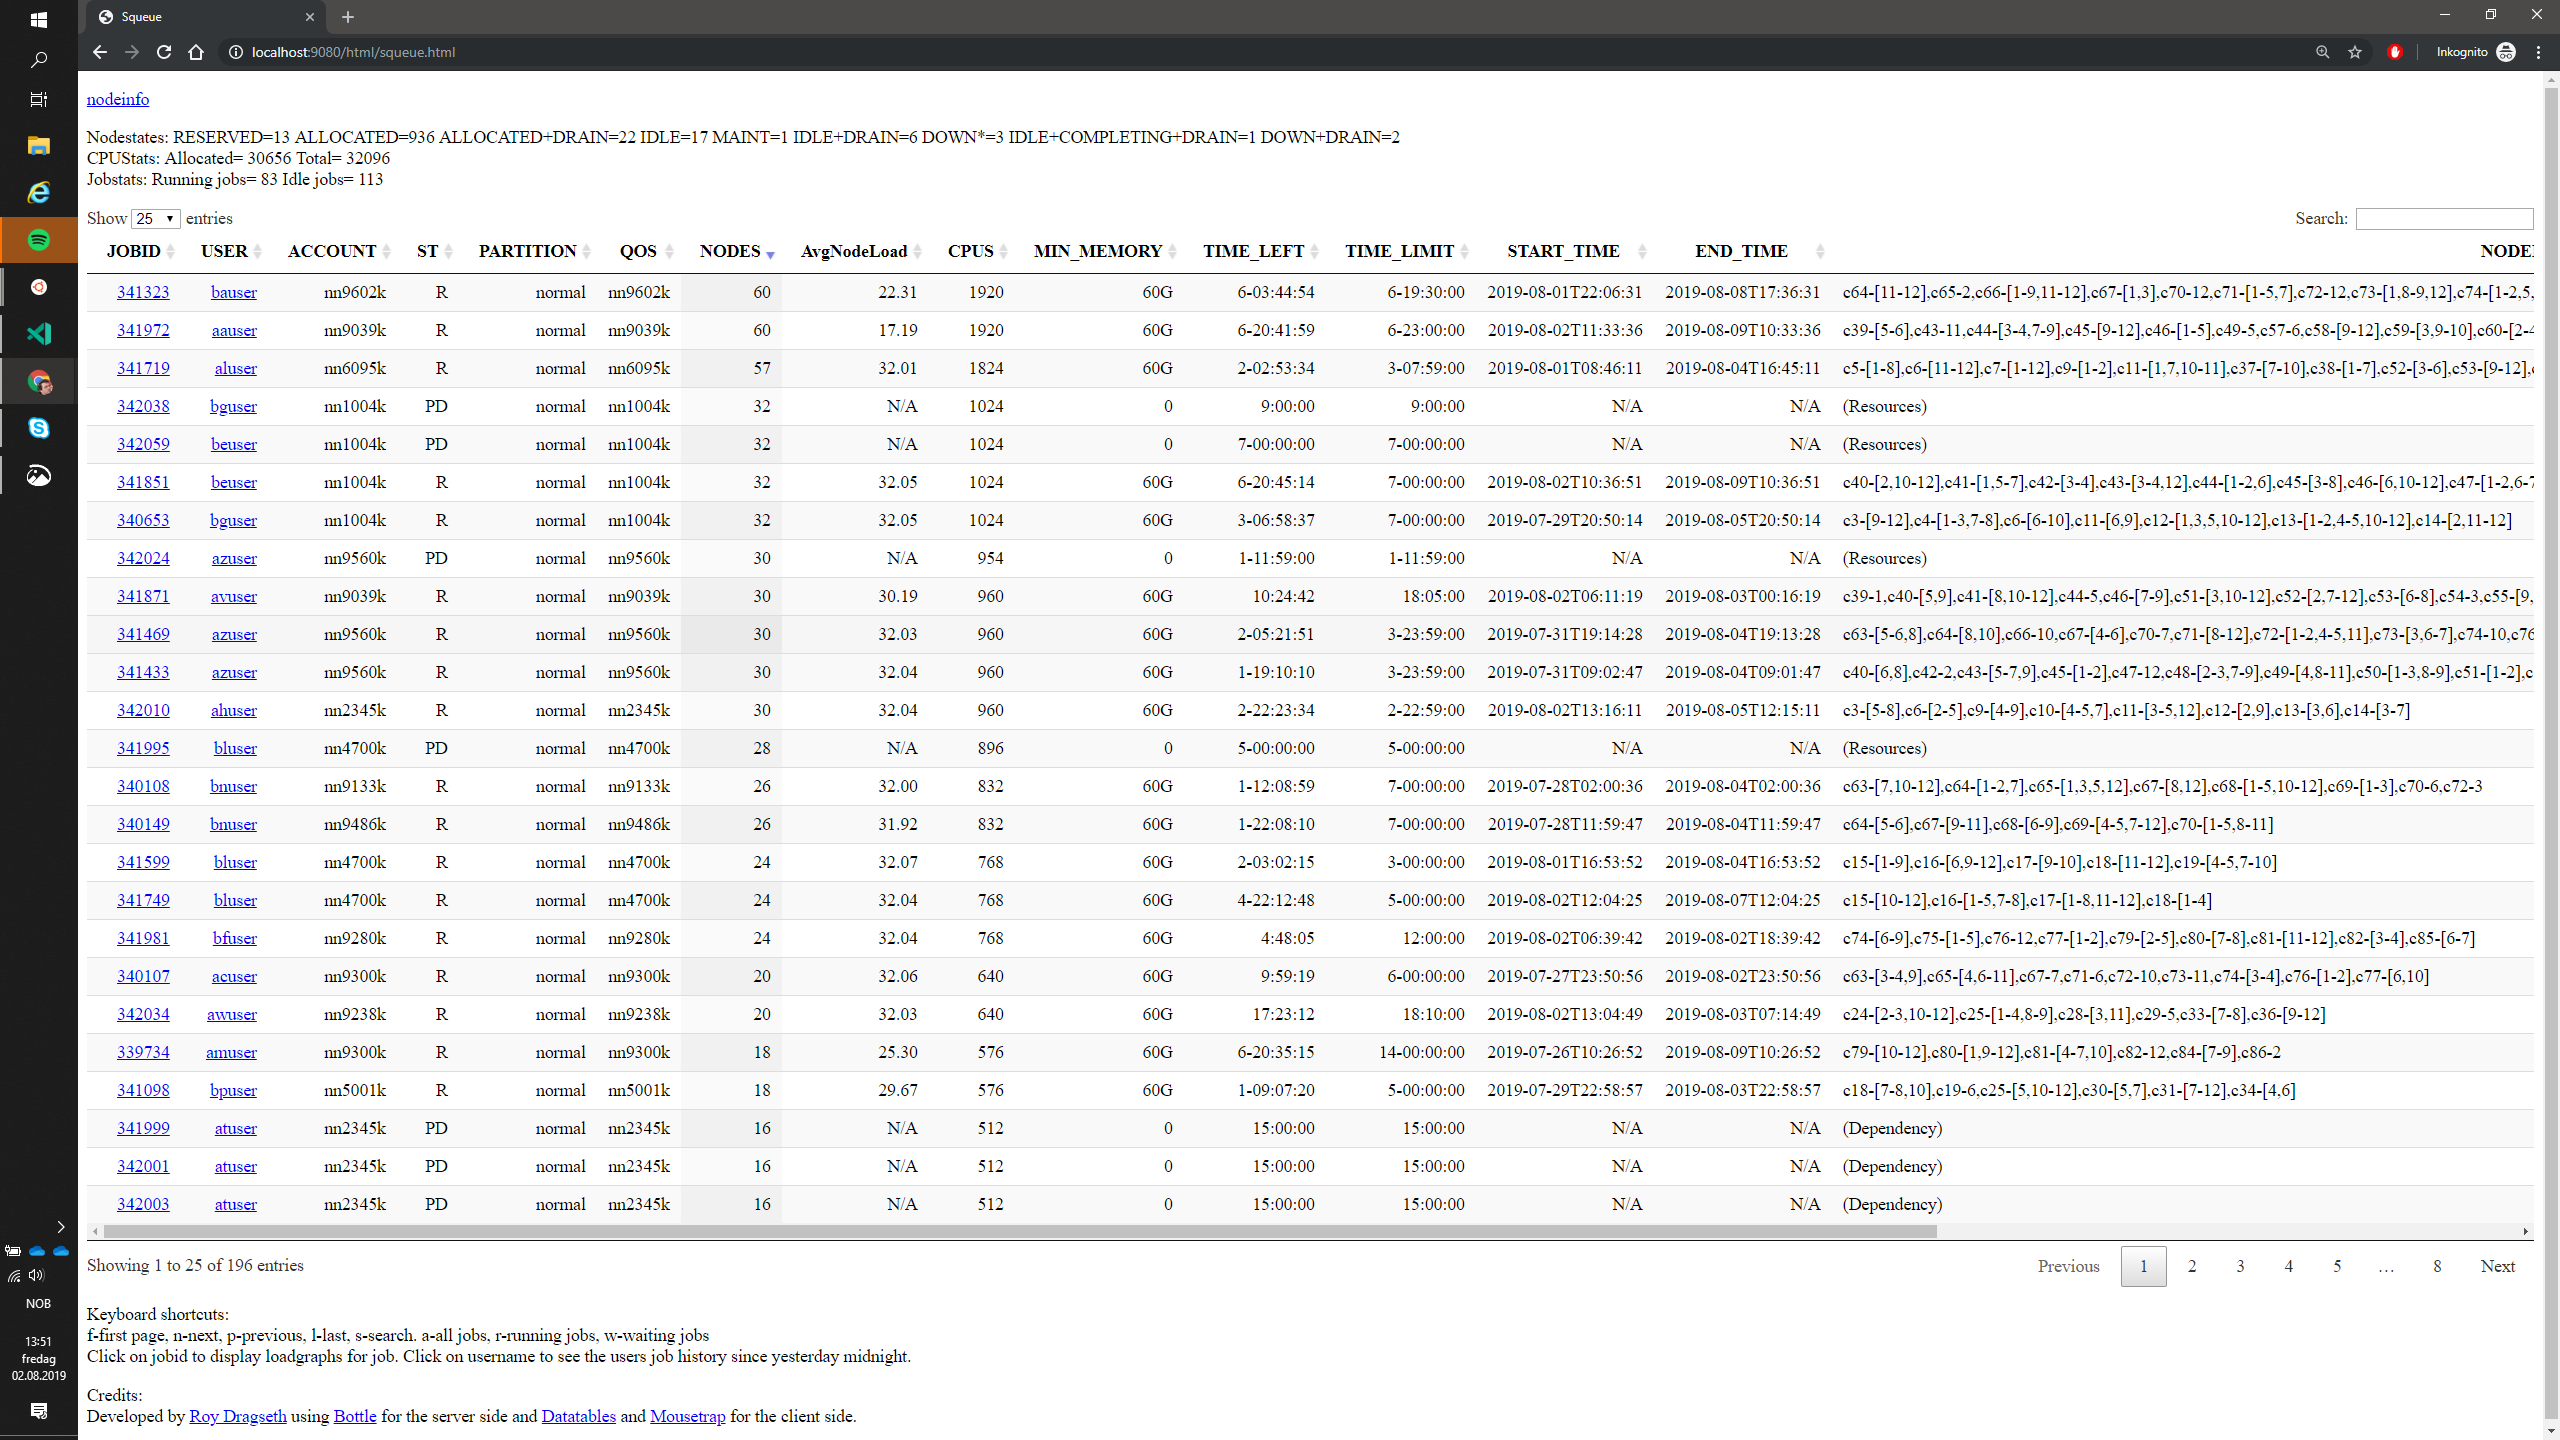 Squeue
localhost:9080/html/squeue.html
Inkognito
nodeinfo
Nodestates: RESERVED=13 ALLOCATED=936 ALLOCATED+DRAIN=22 IDLE=17 MAINT=1 IDLE+DRAIN=6 DOWN*=3 IDLE+COMPLETING+DRAIN=1 DOWN+DRAIN=2
CPUStats: Allocated= 30656 Total= 32096
Jobstats: Running jobs= 83 Idle jobs= 113
Show 25 entries Search:
JOBID USER ACCOUNT ST PARTITION QOS NODES AvgNodeLoad CPUS MIN_MEMORY TIME_LEFT TIME_LIMIT START_TIME END_TIME NODE
341323 bauser nn9602k R normal nn9602k 60 22.31 1920 60G 6-03:44:54 6-19:30:00 2019-08-01T22:06:31 2019-08-08T17:36:31 c64-[11-12],c65-2,c66-[1-9,11-12],c67-[1,3],c70-12,c71-[1-5,7],c72-12,c73-[1,8-9,12],c74-[1-2,5,
341972 aauser nn9039k R normal nn9039k 60 17.19 1920 60G 6-20:41:59 6-23:00:00 2019-08-02T11:33:36 2019-08-09T10:33:36 c39-[5-6],c43-11,c44-[3-4,7-9],c45-[9-12],c46-[1-5],c49-5,c57-6,c58-[9-12],c59-[3,9-10],c60-[2-4
341719 aluser nn6095k R normal nn6095k 57 32.01 1824 60G 2-02:53:34 3-07:59:00 2019-08-01T08:46:11 2019-08-04T16:45:11 c5-[1-8],c6-[11-12],c7-[1-12],c9-[1-2],c11-[1,7,10-11],c37-[7-10],c38-[1-7],c52-[3-6],c53-[9-12],
342038 bguser nn1004k PD normal nn1004k 32 N/A 1024 0 9:00:00 9:00:00 N/A N/A (Resources)
342059 beuser nn1004k PD normal nn1004k 32 N/A 1024 0 7-00:00:00 7-00:00:00 N/A N/A (Resources)
341851 beuser nn1004k R normal nn1004k 32 32.05 1024 60G 6-20:45:14 7-00:00:00 2019-08-02T10:36:51 2019-08-09T10:36:51 c40-[2,10-12],c41-[1,5-7],c42-[3-4],c43-[3-4,12],c44-[1-2,6],c45-[3-8],c46-[6,10-12],c47-[1-2,6-7
340653 bguser nn1004k R normal nn1004k 32 32.05 1024 60G 3-06:58:37 7-00:00:00 2019-07-29T20:50:14 2019-08-05T20:50:14 c3-[9-12],c4-[1-3,7-8],c6-[6-10],c11-[6,9],c12-[1,3,5,10-12],c13-[1-2,4-5,10-12],c14-[2,11-12]
342024 azuser nn9560k PD normal nn9560k 30 N/A 954 0 1-11:59:00 1-11:59:00 N/A N/A (Resources)
341871 avuser nn9039k R normal nn9039k 30 30.19 960 60G 10:24:42 18:05:00 2019-08-02T06:11:19 2019-08-03T00:16:19 c39-1,c40-[5,9],c41-[8,10-12],c44-5,c46-[7-9],c51-[3,10-12],c52-[2,7-12],c53-[6-8],c54-3,c55-[9,
341469 azuser nn9560k R normal nn9560k 30 32.03 960 60G 2-05:21:51 3-23:59:00 2019-07-31T19:14:28 2019-08-04T19:13:28 c63-[5-6,8],c64-[8,10],c66-10,c67-[4-6],c70-7,c71-[8-12],c72-[1-2,4-5,11],c73-[3,6-7],c74-10,c76
341433 azuser nn9560k R normal nn9560k 30 32.04 960 60G 1-19:10:10 3-23:59:00 2019-07-31T09:02:47 2019-08-04T09:01:47 c40-[6,8],c42-2,c43-[5-7,9],c45-[1-2],c47-12,c48-[2-3,7-9],c49-[4,8-11],c50-[1-3,8-9],c51-[1-2],c
342010 ahuser nn2345k R normal nn2345k 30 32.04 960 60G 2-22:23:34 2-22:59:00 2019-08-02T13:16:11 2019-08-05T12:15:11 c3-[5-8],c6-[2-5],c9-[4-9],c10-[4-5,7],c11-[3-5,12],c12-[2,9],c13-[3,6],c14-[3-7]
341995 bluser nn4700k PD normal nn4700k 28 N/A 896 0 5-00:00:00 5-00:00:00 N/A N/A (Resources)
340108 bnuser nn9133k R normal nn9133k 26 32.00 832 60G 1-12:08:59 7-00:00:00 2019-07-28T02:00:36 2019-08-04T02:00:36 c63-[7,10-12],c64-[1-2,7],c65-[1,3,5,12],c67-[8,12],c68-[1-5,10-12],c69-[1-3],c70-6,c72-3
340149 bnuser nn9486k R normal nn9486k 26 31.92 832 60G 1-22:08:10 7-00:00:00 2019-07-28T11:59:47 2019-08-04T11:59:47 c64-[5-6],c67-[9-11],c68-[6-9],c69-[4-5,7-12],c70-[1-5,8-11]
341599 bluser nn4700k R normal nn4700k 24 32.07 768 60G 2-03:02:15 3-00:00:00 2019-08-01T16:53:52 2019-08-04T16:53:52 c15-[1-9],c16-[6,9-12],c17-[9-10],c18-[11-12],c19-[4-5,7-10]
341749 bluser nn4700k R normal nn4700k 24 32.04 768 60G 4-22:12:48 5-00:00:00 2019-08-02T12:04:25 2019-08-07T12:04:25 c15-[10-12],c16-[1-5,7-8],c17-[1-8,11-12],c18-[1-4]
341981 bfuser nn9280k R normal nn9280k 24 32.04 768 60G 4:48:05 12:00:00 2019-08-02T06:39:42 2019-08-02T18:39:42 c74-[6-9],c75-[1-5],c76-12,c77-[1-2],c79-[2-5],c80-[7-8],c81-[11-12],c82-[3-4],c85-[6-7]
340107 acuser nn9300k R normal nn9300k 20 32.06 640 60G 9:59:19 6-00:00:00 2019-07-27T23:50:56 2019-08-02T23:50:56 c63-[3-4,9],c65-[4,6-11],c67-7,c71-6,c72-10,c73-11,c74-[3-4],c76-[1-2],c77-[6,10]
342034 awuser nn9238k R normal nn9238k 20 32.03 640 60G 17:23:12 18:10:00 2019-08-02T13:04:49 2019-08-03T07:14:49 c24-[2-3,10-12],c25-[1-4,8-9],c28-[3,11],c29-5,c33-[7-8],c36-[9-12]
339734 amuser nn9300k R normal nn9300k 18 25.30 576 60G 6-20:35:15 14-00:00:00 2019-07-26T10:26:52 2019-08-09T10:26:52 c79-[10-12],c80-[1,9-12],c81-[4-7,10],c82-12,c84-[7-9],c86-2
341098 bpuser nn5001k R normal nn5001k 18 29.67 576 60G 1-09:07:20 5-00:00:00 2019-07-29T22:58:57 2019-08-03T22:58:57 c18-[7-8,10],c19-6,c25-[5,10-12],c30-[5,7],c31-[7-12],c34-[4,6]
341999 atuser nn2345k PD normal nn2345k 16 N/A 512 0 15:00:00 15:00:00 N/A N/A (Dependency)
342001 atuser nn2345k PD normal nn2345k 16 N/A 512 0 15:00:00 15:00:00 N/A N/A (Dependency)
342003 atuser nn2345k PD normal nn2345k 16 N/A 512 0 15:00:00 15:00:00 N/A N/A (Dependency)
Showing 1 to 25 of 196 entries Previous 1 2 3 4 5 … 8 Next
Keyboard shortcuts:
f-first page, n-next, p-previous, l-last, s-search. a-all jobs, r-running jobs, w-waiting jobs
Click on jobid to display loadgraphs for job. Click on username to see the users job history since yesterday midnight.
Credits:
Developed by Roy Dragseth using Bottle for the server side and Datatables and Mousetrap for the client side.
NOB
13:51
fredag
02.08.2019